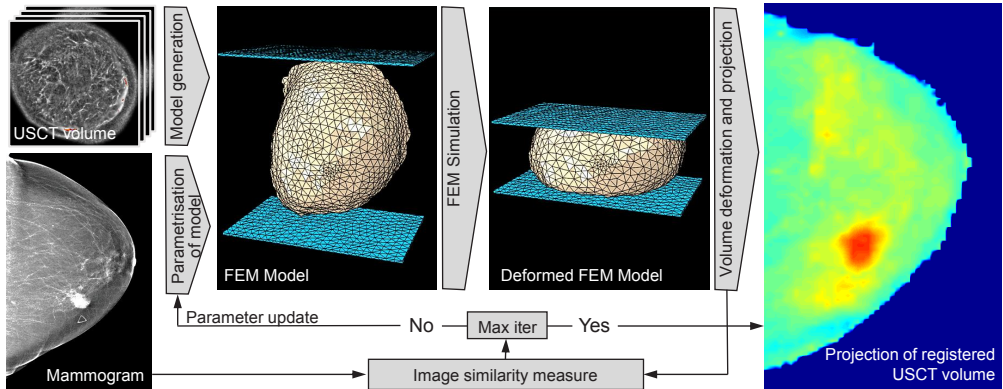 USCT volume
Model generation
FEM Model
FEM Simulation
Deformed FEM Model
Volume deformation and projection
Parametrisation
of model
Mammogram
Parameter update
No
Max iter
Yes
Image similarity measure
Projection of registered
USCT volume